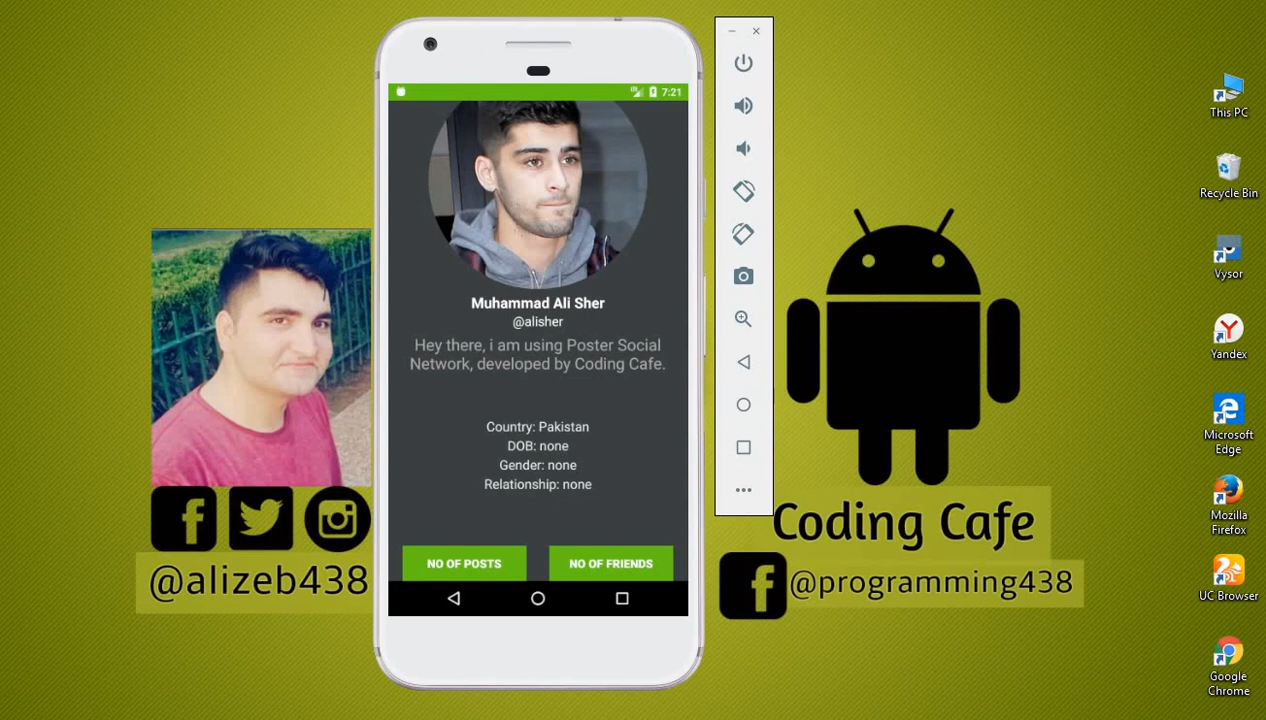 7:21
Muhammad Ali Sher
@alisher
Hey there, i am using Poster Social
Network, developed by Coding Cafe.
Country: Pakistan
DOB: none
Gender: none
Relationship: none
NO OF POSTS
NO OF FRIENDS
@alizeb438
Coding Cafe
@programming438
This PC
Recycle Bin
Vysor
Yandex
Microsoft
Edge
Mozilla
Firefox
UC Browser
Google
Chrome